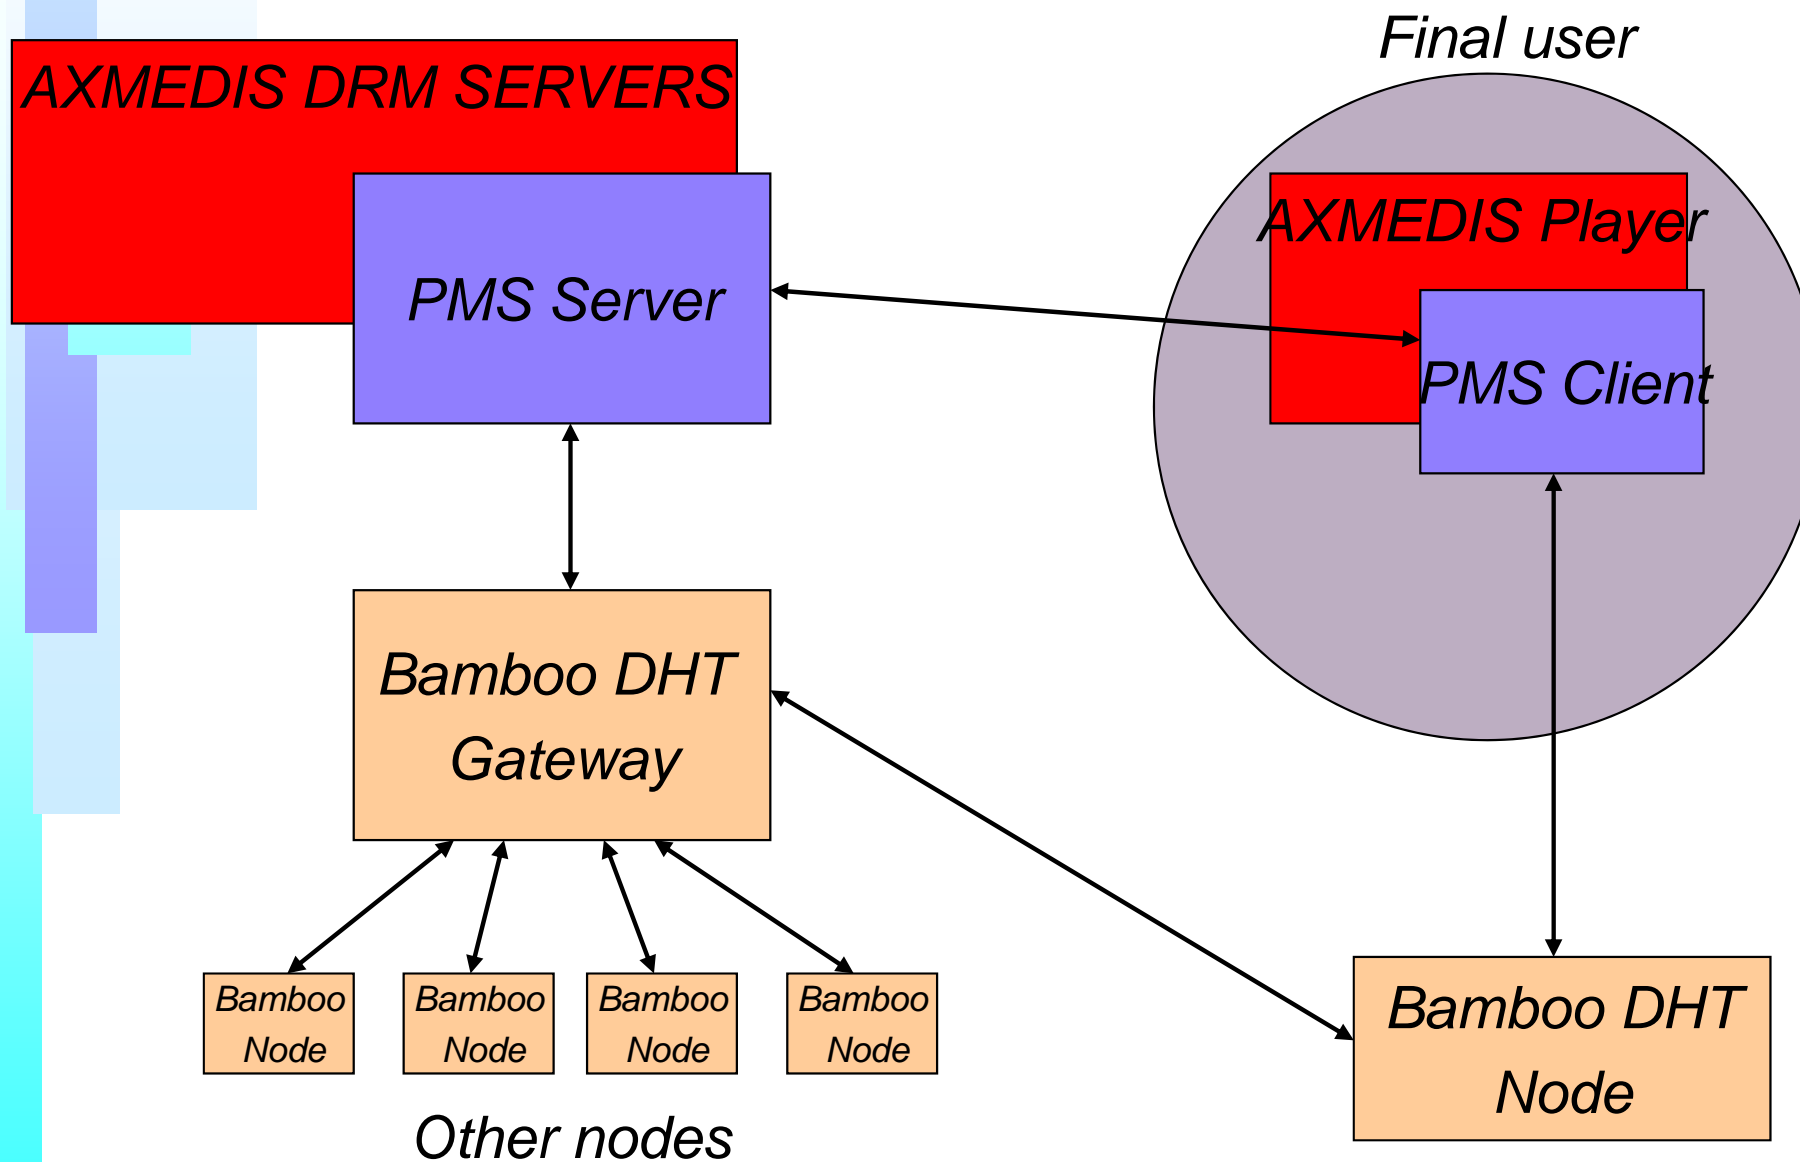 Final user
AXMEDIS DRM SERVERS
AXMEDIS Player
PMS Server
PMS Client
Bamboo DHT
Gateway
Bamboo
Node
Bamboo
Node
Bamboo
Node
Bamboo
Node
Bamboo DHT
Node
Other nodes